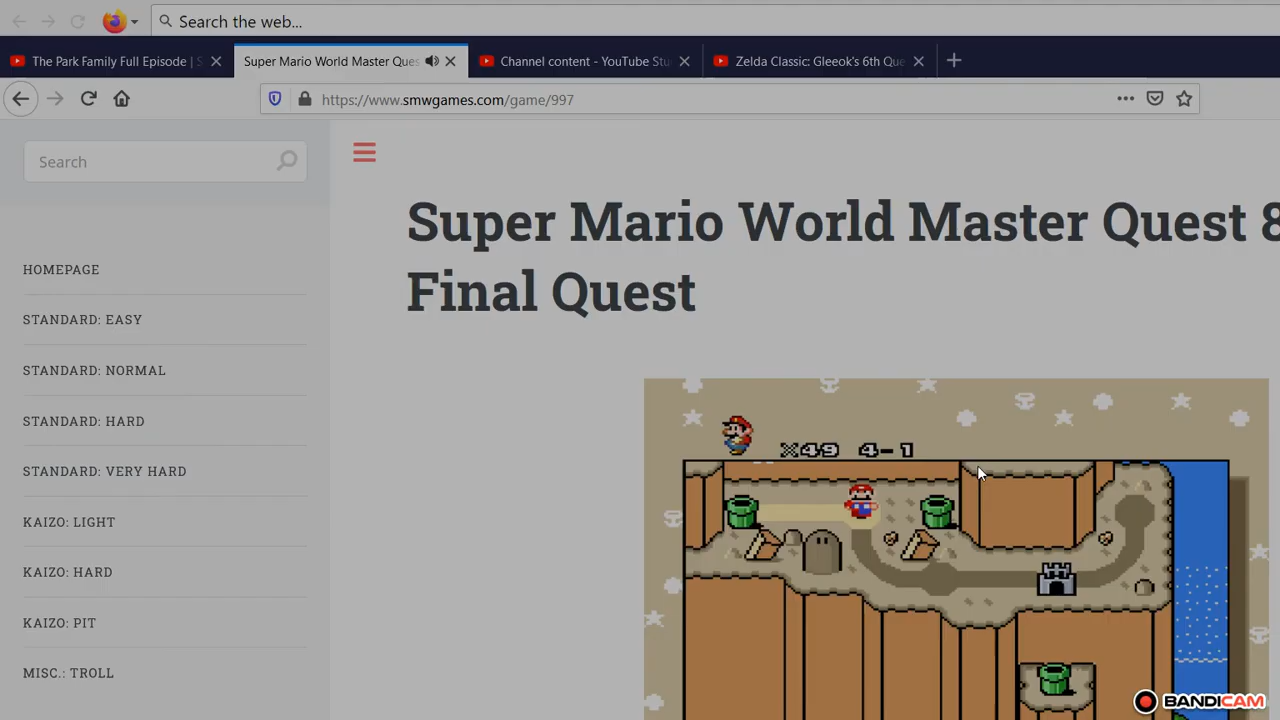 Search the web...
The Park Family Full Episode | S
Super Mario World Master Ques
Channel content - YouTube Stu
Zelda Classic: Gleeok's 6th Que
https://www.smwgames.com/game/997
Search
HOMEPAGE
STANDARD: EASY
STANDARD: NORMAL
STANDARD: HARD
STANDARD: VERY HARD
KAIZO: LIGHT
KAIZO: HARD
KAIZO: PIT
MISC.: TROLL
Super Mario World Master Quest 8
Final Quest
×49 4-1
BANDICAM